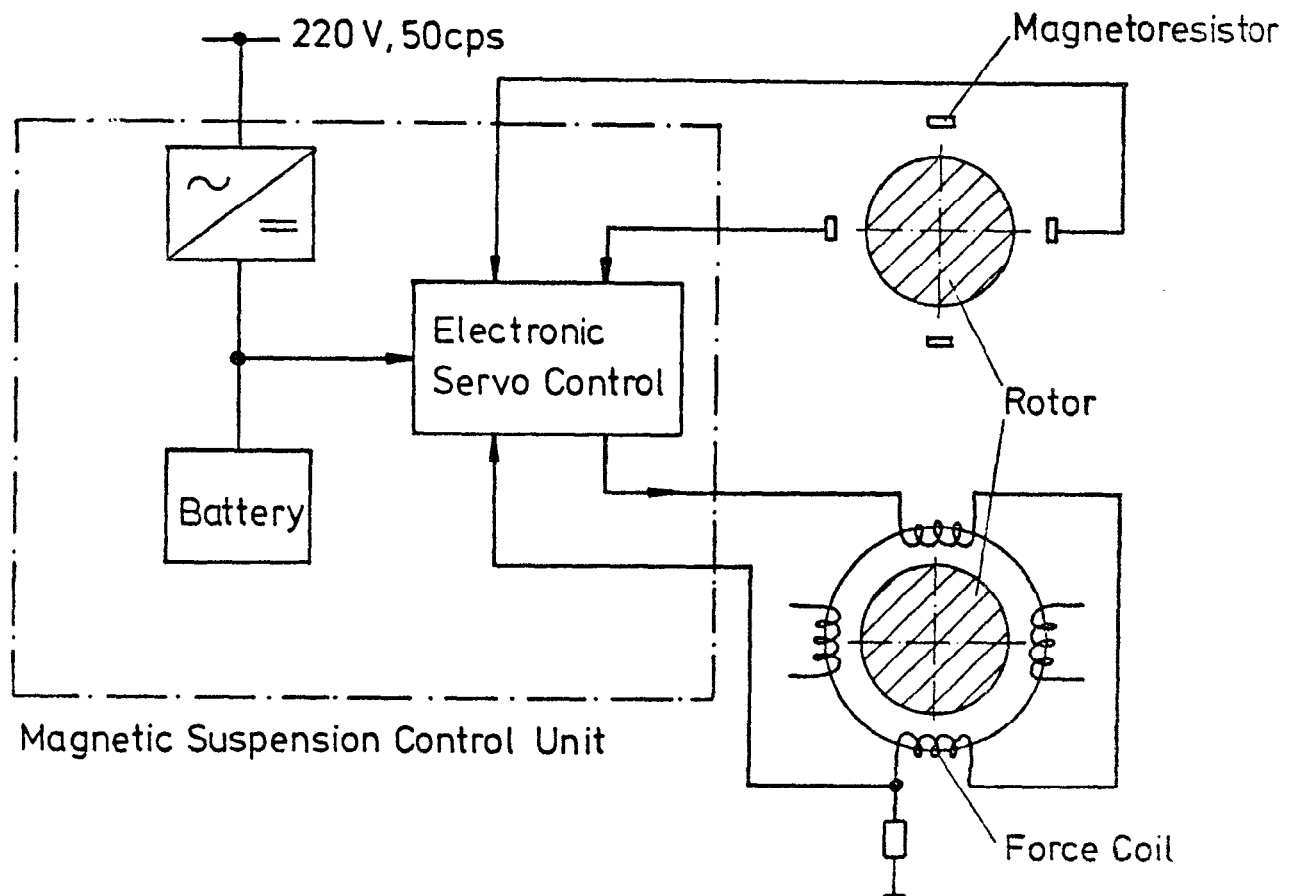 220 V, 50cps
Magnetoresistor
Electronic
Servo Control
Rotor
Battery
Magnetic Suspension Control Unit
Force Coil